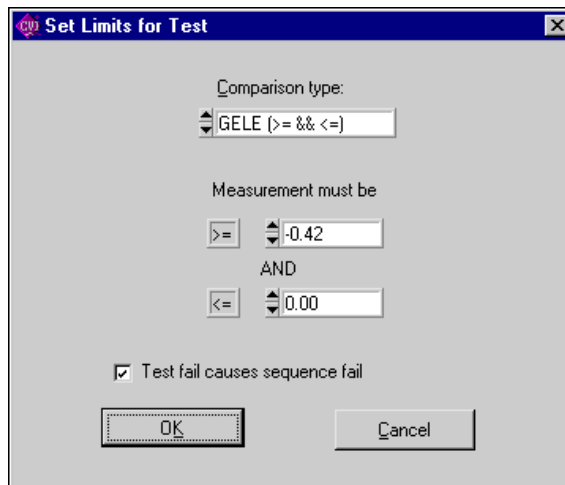 CVI Set Limits for Test
Comparison type:
GELE (>= && <=)
Measurement must be
>= -0.42
AND
<= 0.00
Test fail causes sequence fail
OK Cancel